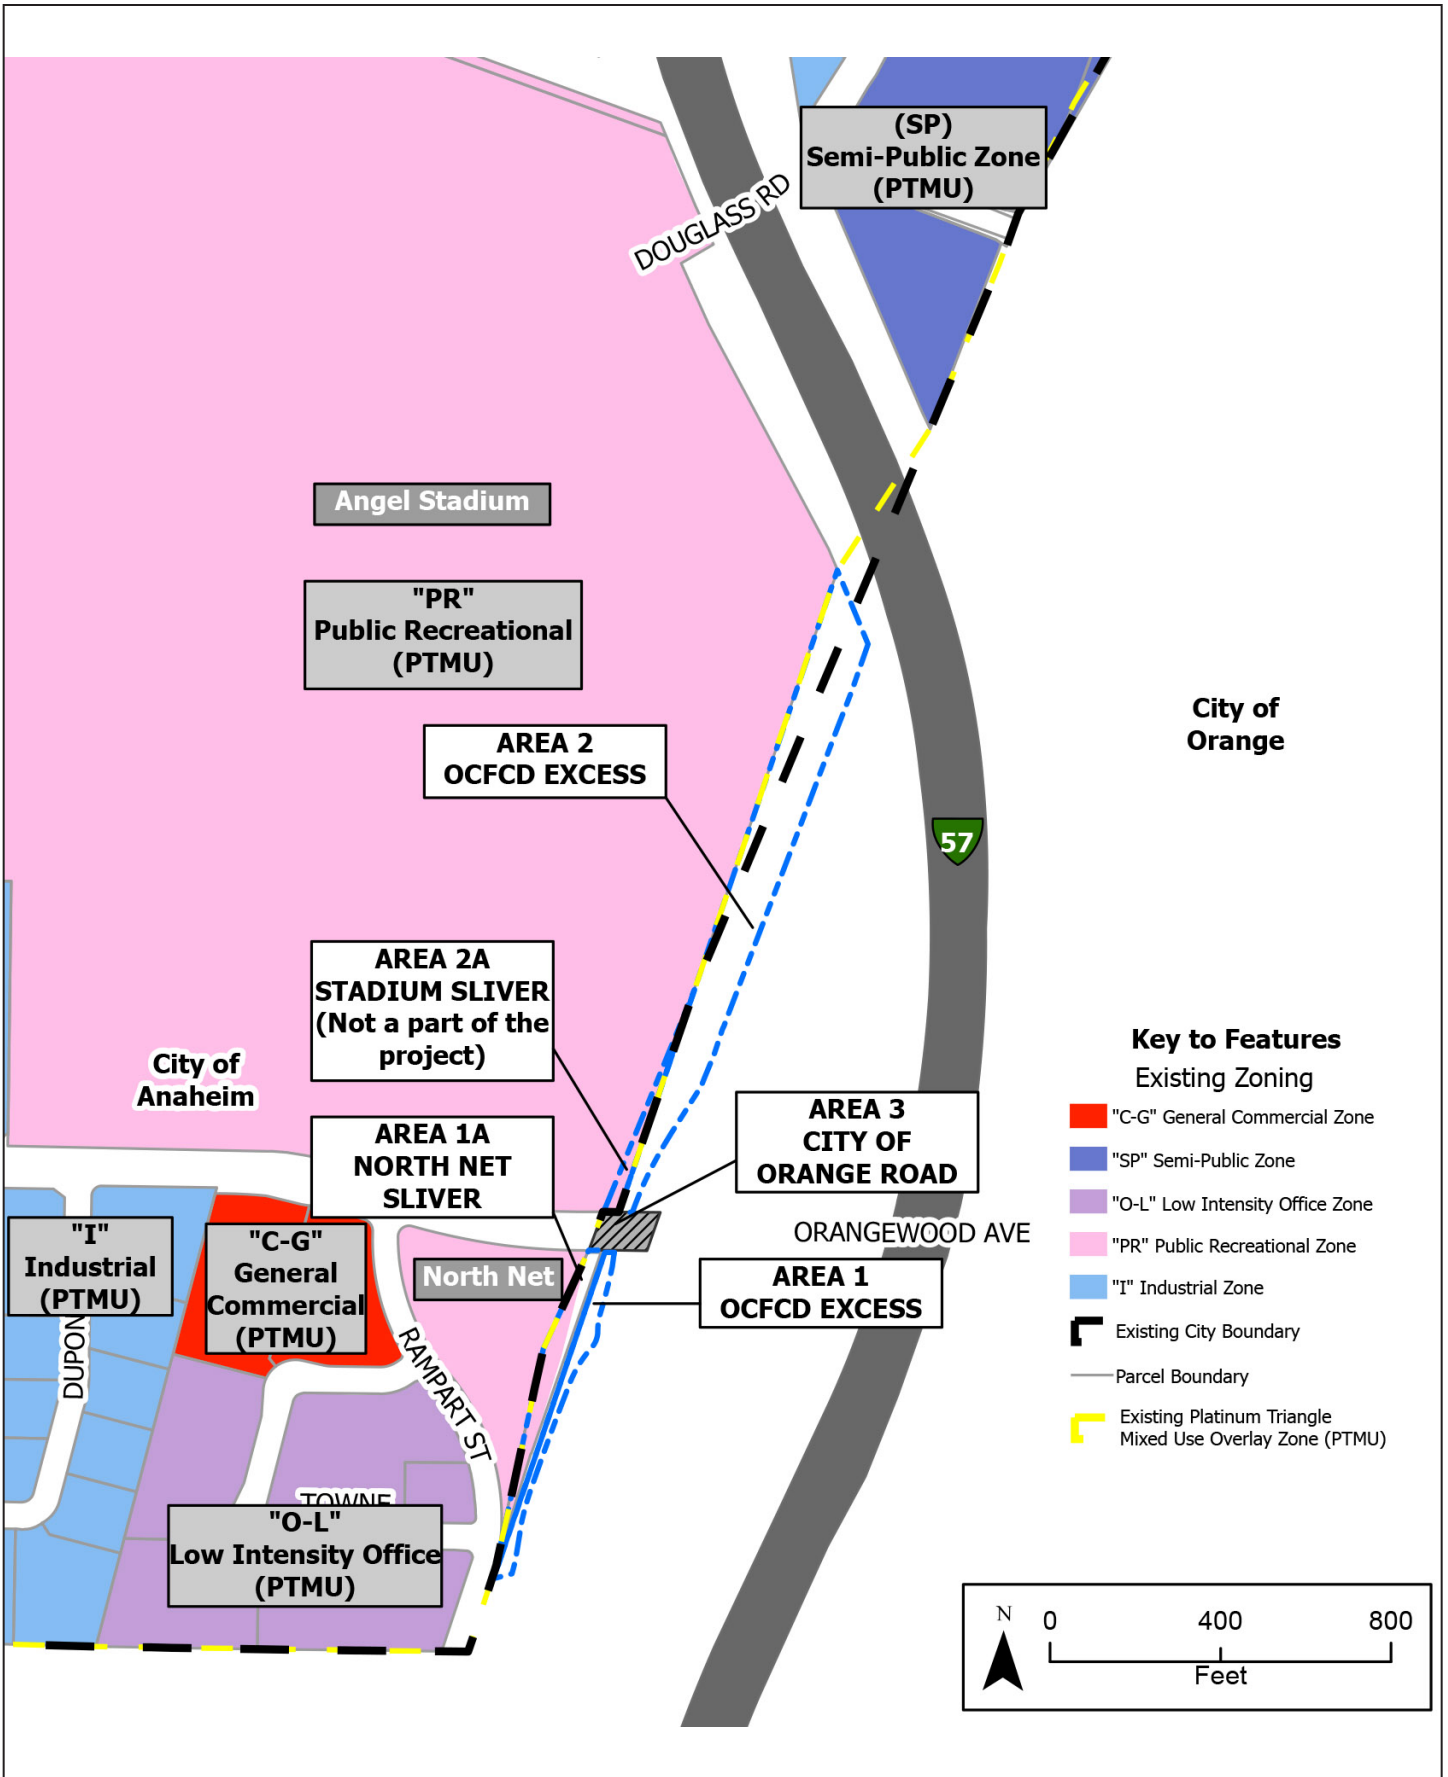 (SP)
Semi-Public Zone
(PTMU)
DOUGLASS RD
Angel Stadium
"PR"
Public Recreational
(PTMU)
City of
Orange
AREA 2
OCFCD EXCESS
57
AREA 2A
STADIUM SLIVER
(Not a part of the
project)
City of
Anaheim
AREA 1A
NORTH NET
SLIVER
AREA 3
CITY OF
ORANGE ROAD
ORANGEWOOD AVE
"I"
Industrial
(PTMU)
"C-G"
General
Commercial
(PTMU)
North Net
AREA 1
OCFCD EXCESS
DUPON
RAMPART ST
TOWNE
"O-L"
Low Intensity Office
(PTMU)
Key to Features
Existing Zoning
"C-G" General Commercial Zone
"SP" Semi-Public Zone
"O-L" Low Intensity Office Zone
"PR" Public Recreational Zone
"I" Industrial Zone
Existing City Boundary
Parcel Boundary
Existing Platinum Triangle
Mixed Use Overlay Zone (PTMU)
N
0 400 800
Feet